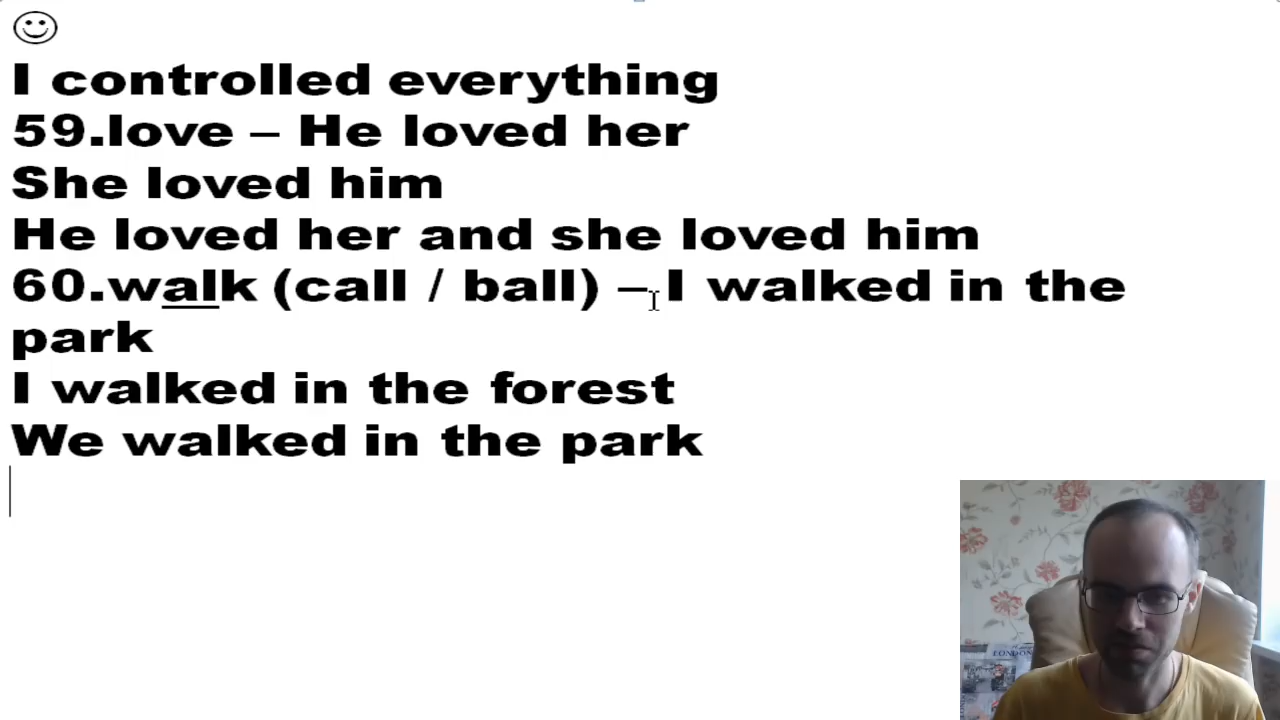 I controlled everything
59.love – He loved her
She loved him
He loved her and she loved him
60.walk (call / ball) – I walked in the
park
I walked in the forest
We walked in the park
LONDON